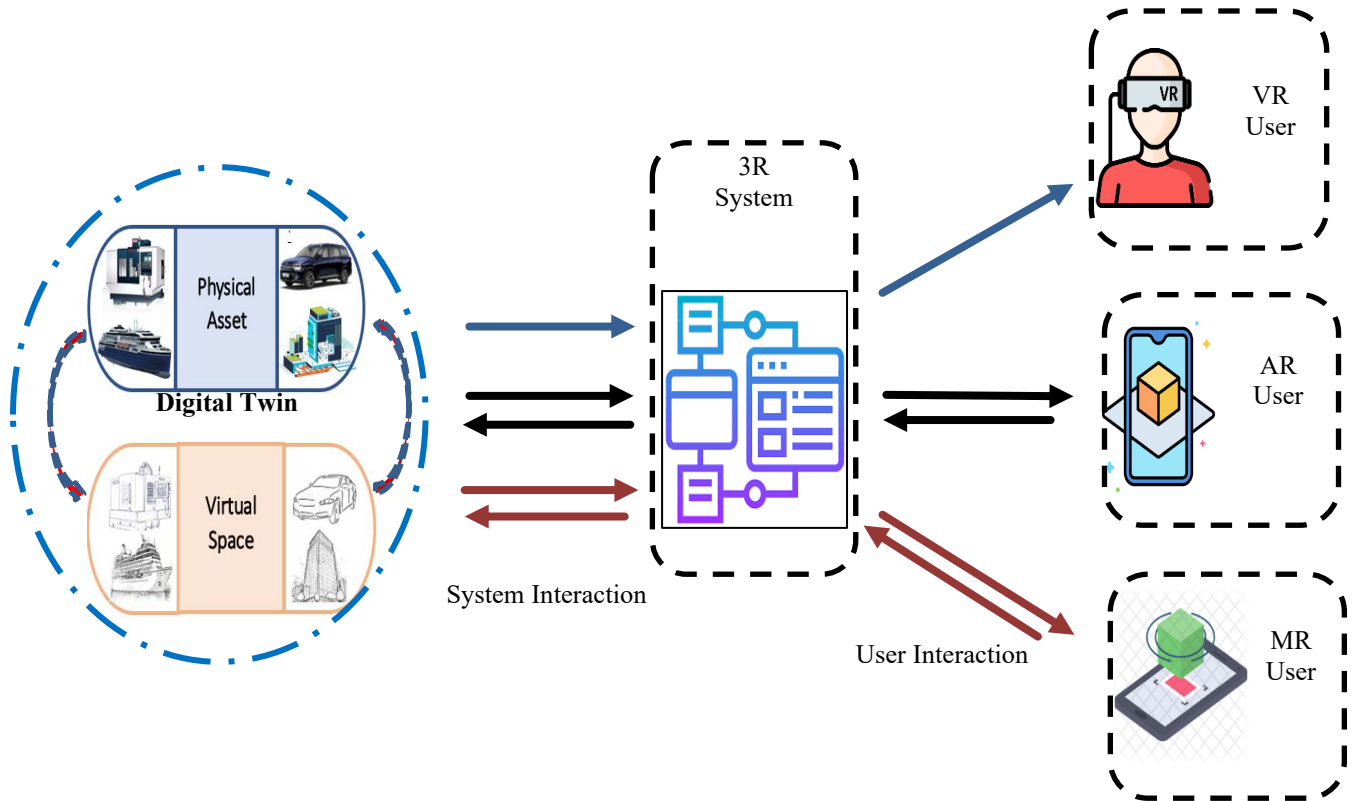 VR
VR
User
3R
System
Physical
Asset
Digital Twin
AR
User
Virtual
Space
System Interaction
User Interaction
MR
User